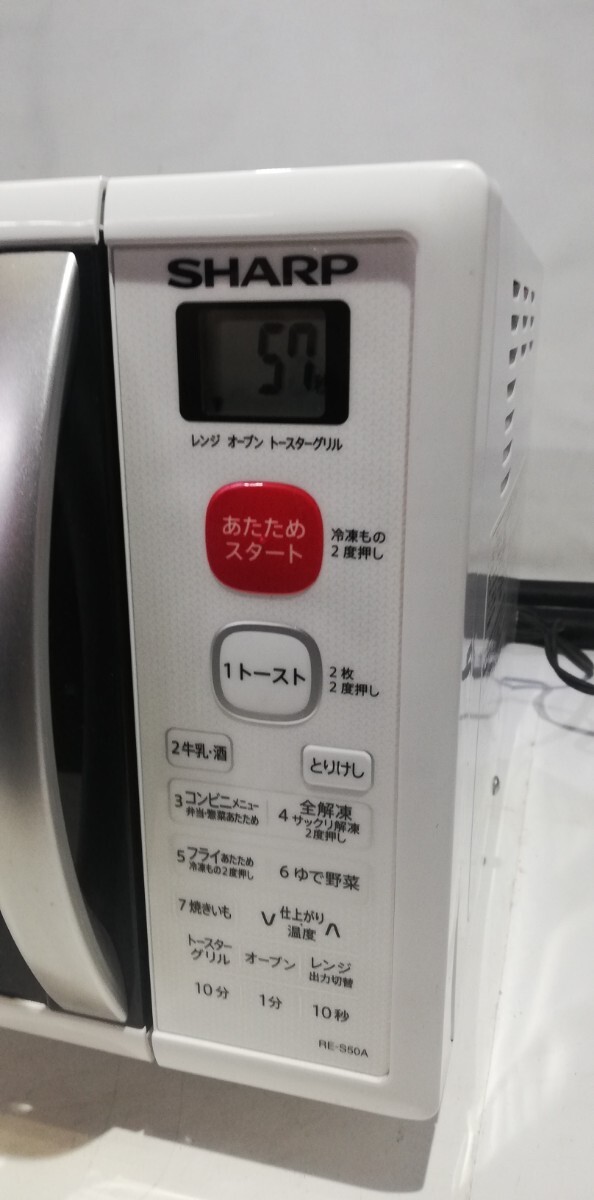 SHARP
57
レンジ オーブン トースターグリル
あたため
スタート
冷凍もの
2度押し
1トースト
2枚
2度押し
2牛乳・酒
とりけし
3コンビニメニュー
弁当・惣菜あたため
4全解凍
サックリ解凍
2度押し
5フライあたため
冷凍もの2度押し
6ゆで野菜
7焼きいも
仕上がり
温度
トースター
グリル
オーブン
レンジ
出力切替
10分
1分
10秒
RE-S50A